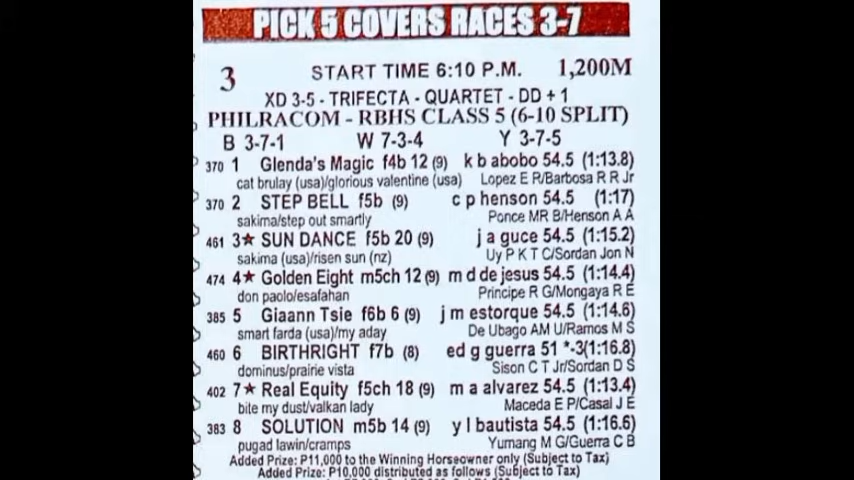 PICK 5 COVERS RACES 3-7
3 START TIME 6:10 P.M. 1,200M
XD 3-5 - TRIFECTA - QUARTET - DD + 1
PHILRACOM - RBHS CLASS 5 (6-10 SPLIT)
B 3-7-1 W 7-3-4 Y 3-7-5
370 1 Glenda's Magic f4b 12 (9) k b abobo 54.5 (1:13.8)
cat brulay (usa)/glorious valentine (usa) Lopez E R/Barbosa R R Jr
370 2 STEP BELL f5b (9) c p henson 54.5 (1:17)
sakima/step out smartly Ponce MR B/Henson A A
461 3★ SUN DANCE f5b 20 (9) j a guce 54.5 (1:15.2)
sakima (usa)/risen sun (nz) Uy P K T C/Sordan Jon N
474 4★ Golden Eight m5ch 12 (9) m d de jesus 54.5 (1:14.4)
don paolo/esafahan Principe R G/Mongaya R E
385 5 Giaann Tsie f6b 6 (9) j m estorque 54.5 (1:14.6)
smart farda (usa)/my aday De Ubago AM U/Ramos M S
460 6 BIRTHRIGHT f7b (8) ed g guerra 51 *-3(1:16.8)
dominus/prairie vista Sison C T Jr/Sordan D S
402 7★ Real Equity f5ch 18 (9) m a alvarez 54.5 (1:13.4)
bite my dust/valkan lady Maceda E P/Casal J E
383 8 SOLUTION m5b 14 (9) y l bautista 54.5 (1:16.6)
pugad lawin/cramps Yumang M G/Guerra C B
Added Prize: P11,000 to the Winning Horseowner only (Subject to Tax)
Added Prize: P10,000 distributed as follows (Subject to Tax)